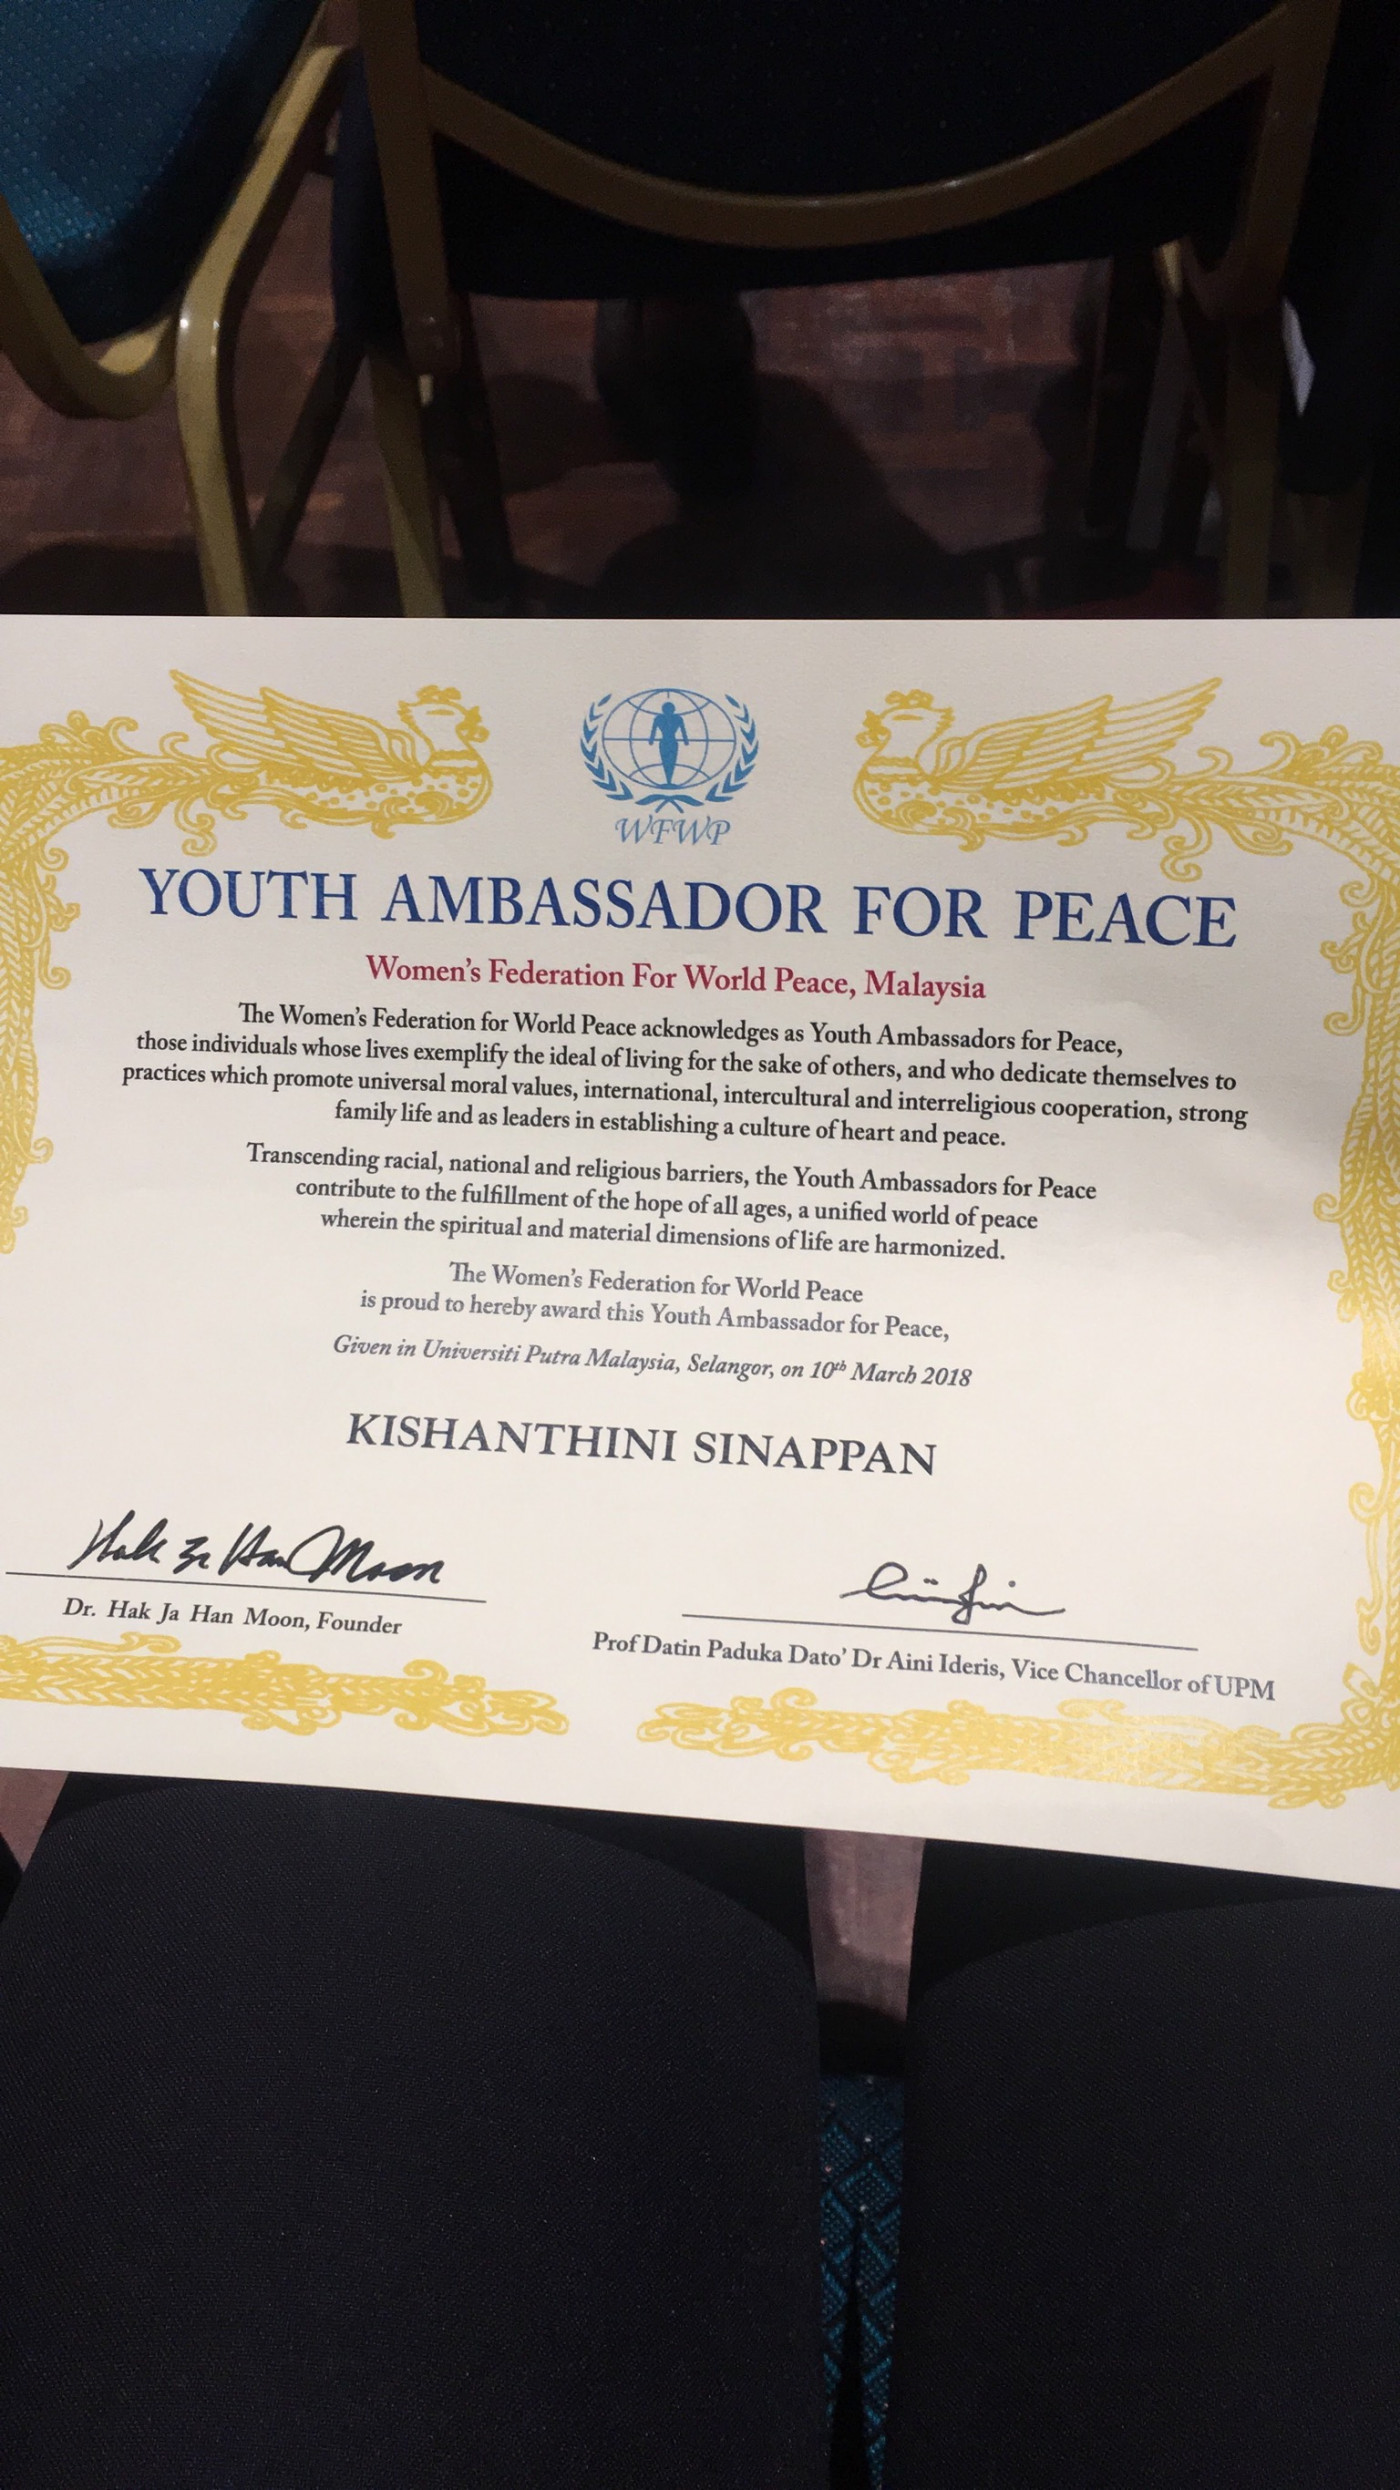 WFWP
YOUTH AMBASSADOR FOR PEACE
Women's Federation For World Peace, Malaysia
The Women's Federation for World Peace acknowledges as Youth Ambassadors for Peace,
those individuals whose lives exemplify the ideal of living for the sake of others, and who dedicate themselves to
practices which promote universal moral values, international, intercultural and interreligious cooperation, strong
family life and as leaders in establishing a culture of heart and peace.
Transcending racial, national and religious barriers, the Youth Ambassadors for Peace
contribute to the fulfillment of the hope of all ages, a unified world of peace
wherein the spiritual and material dimensions of life are harmonized.
The Women's Federation for World Peace
is proud to hereby award this Youth Ambassador for Peace,
Given in Universiti Putra Malaysia, Selangor, on 10th March 2018
KISHANTHINI SINAPPAN
Hak Ja Han Moon
Dr. Hak Ja Han Moon, Founder
Prof Datin Paduka Dato' Dr Aini Ideris, Vice Chancellor of UPM